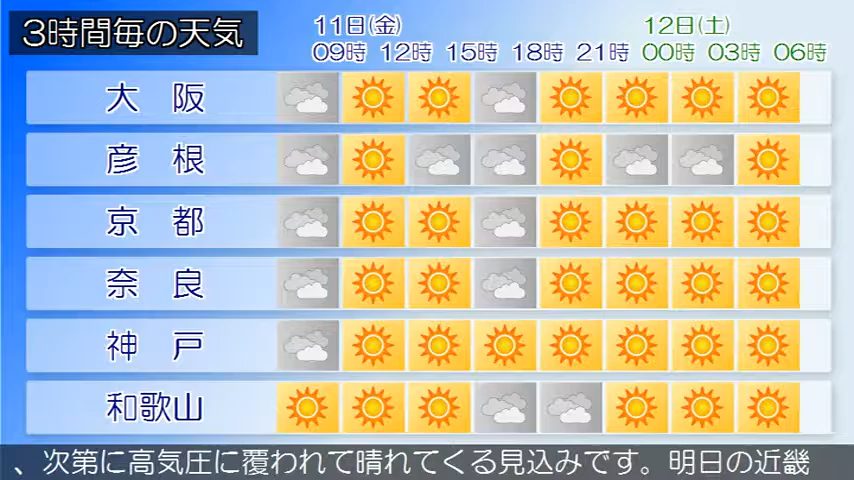 3時間毎の天気
11日(金) 12日(土)
09時 12時 15時 18時 21時 00時 03時 06時
大 阪
彦 根
京 都
奈 良
神 戸
和歌山
、次第に高気圧に覆われて晴れてくる見込みです。明日の近畿